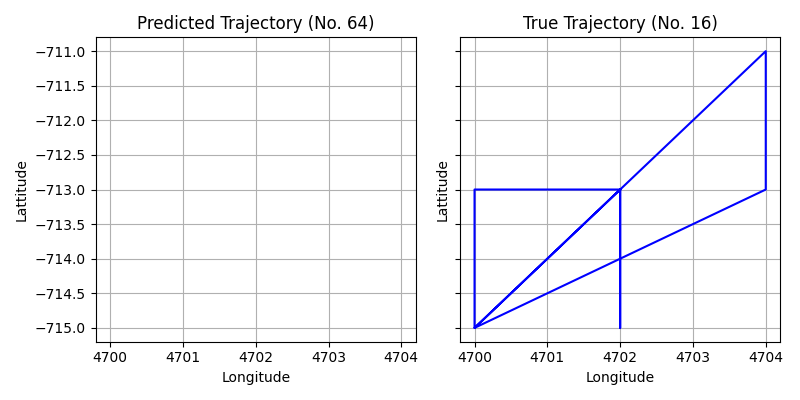 Predicted Trajectory (No. 64)
True Trajectory (No. 16)
Lattitude
−711.0
−711.5
−712.0
−712.5
−713.0
−713.5
−714.0
−714.5
−715.0
4700 4701 4702 4703 4704
Longitude
Lattitude
4700 4701 4702 4703 4704
Longitude